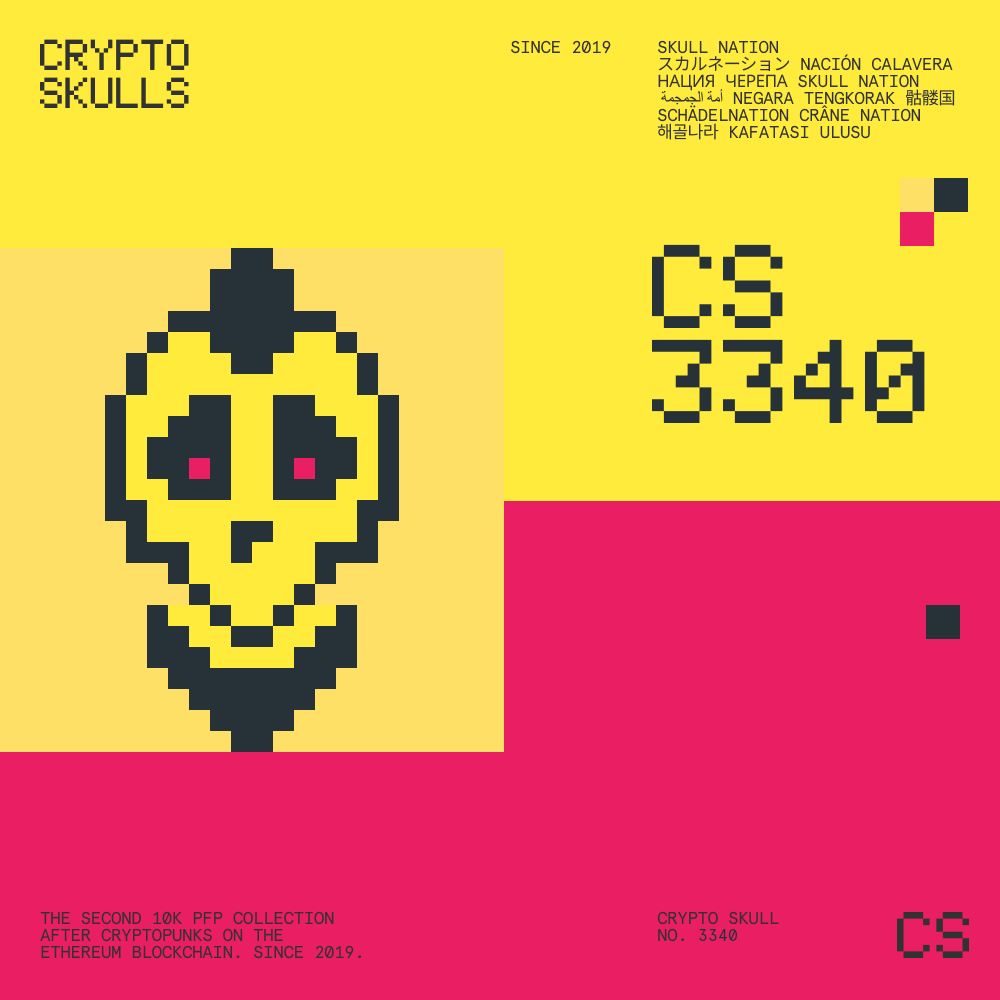 CRYPTO
SKULLS
SINCE 2019
SKULL NATION
スカルネーション NACIÓN CALAVERA
НАЦИЯ ЧЕРЕПА SKULL NATION
أمة الجمجمة NEGARA TENGKORAK 骷髅国
SCHÄDELNATION CRÂNE NATION
해골나라 KAFATASI ULUSU
CS
3340
THE SECOND 10K PFP COLLECTION
AFTER CRYPTOPUNKS ON THE
ETHEREUM BLOCKCHAIN. SINCE 2019.
CRYPTO SKULL
NO. 3340
CS